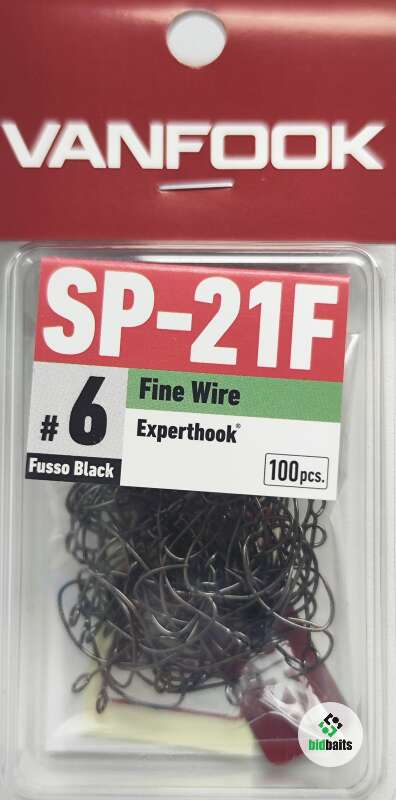 VANFOOK
SP-21F
#6
Fine Wire
Experthook®
Fusso Black
100pcs.
bidbaits